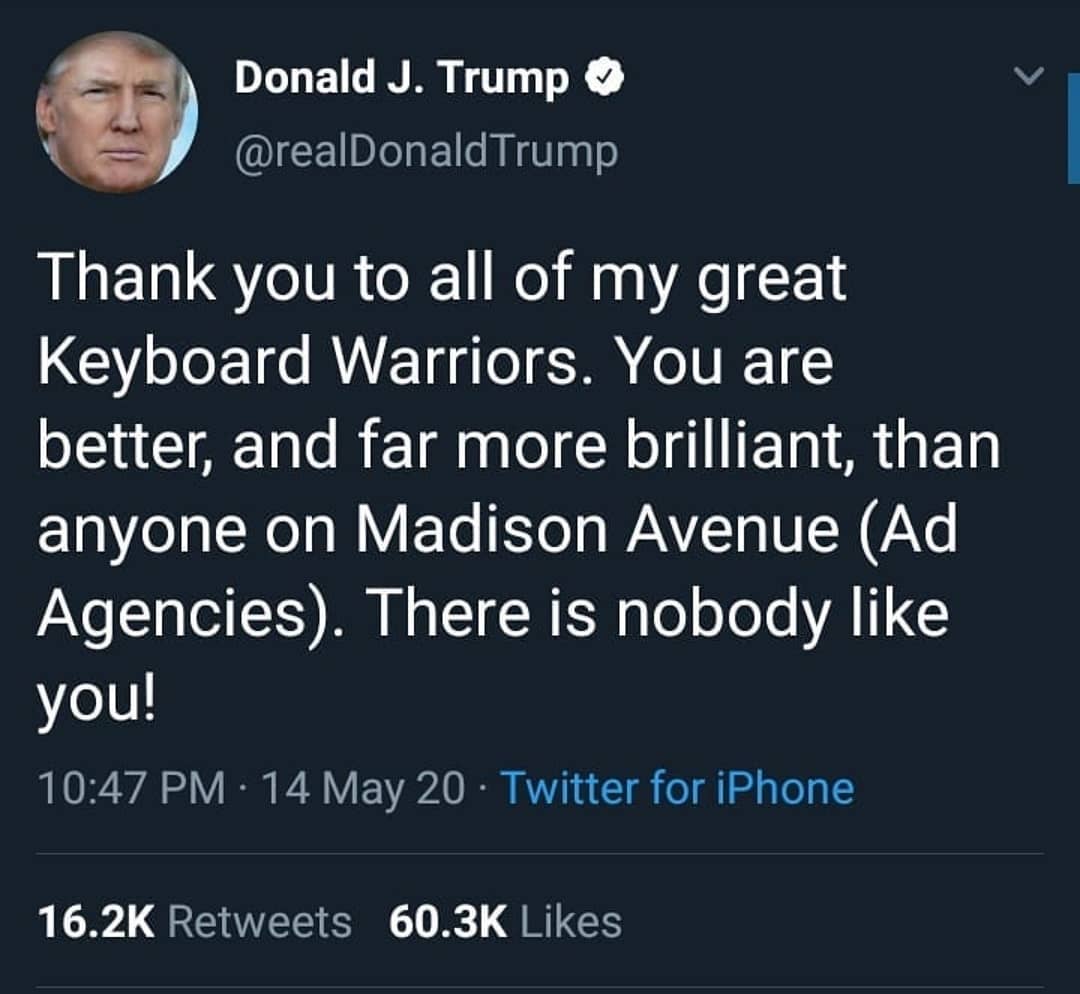 Donald J. Trump
@realDonaldTrump
Thank you to all of my great
Keyboard Warriors. You are
better, and far more brilliant, than
anyone on Madison Avenue (Ad
Agencies). There is nobody like
you!
10:47 PM · 14 May 20 · Twitter for iPhone
16.2K Retweets 60.3K Likes